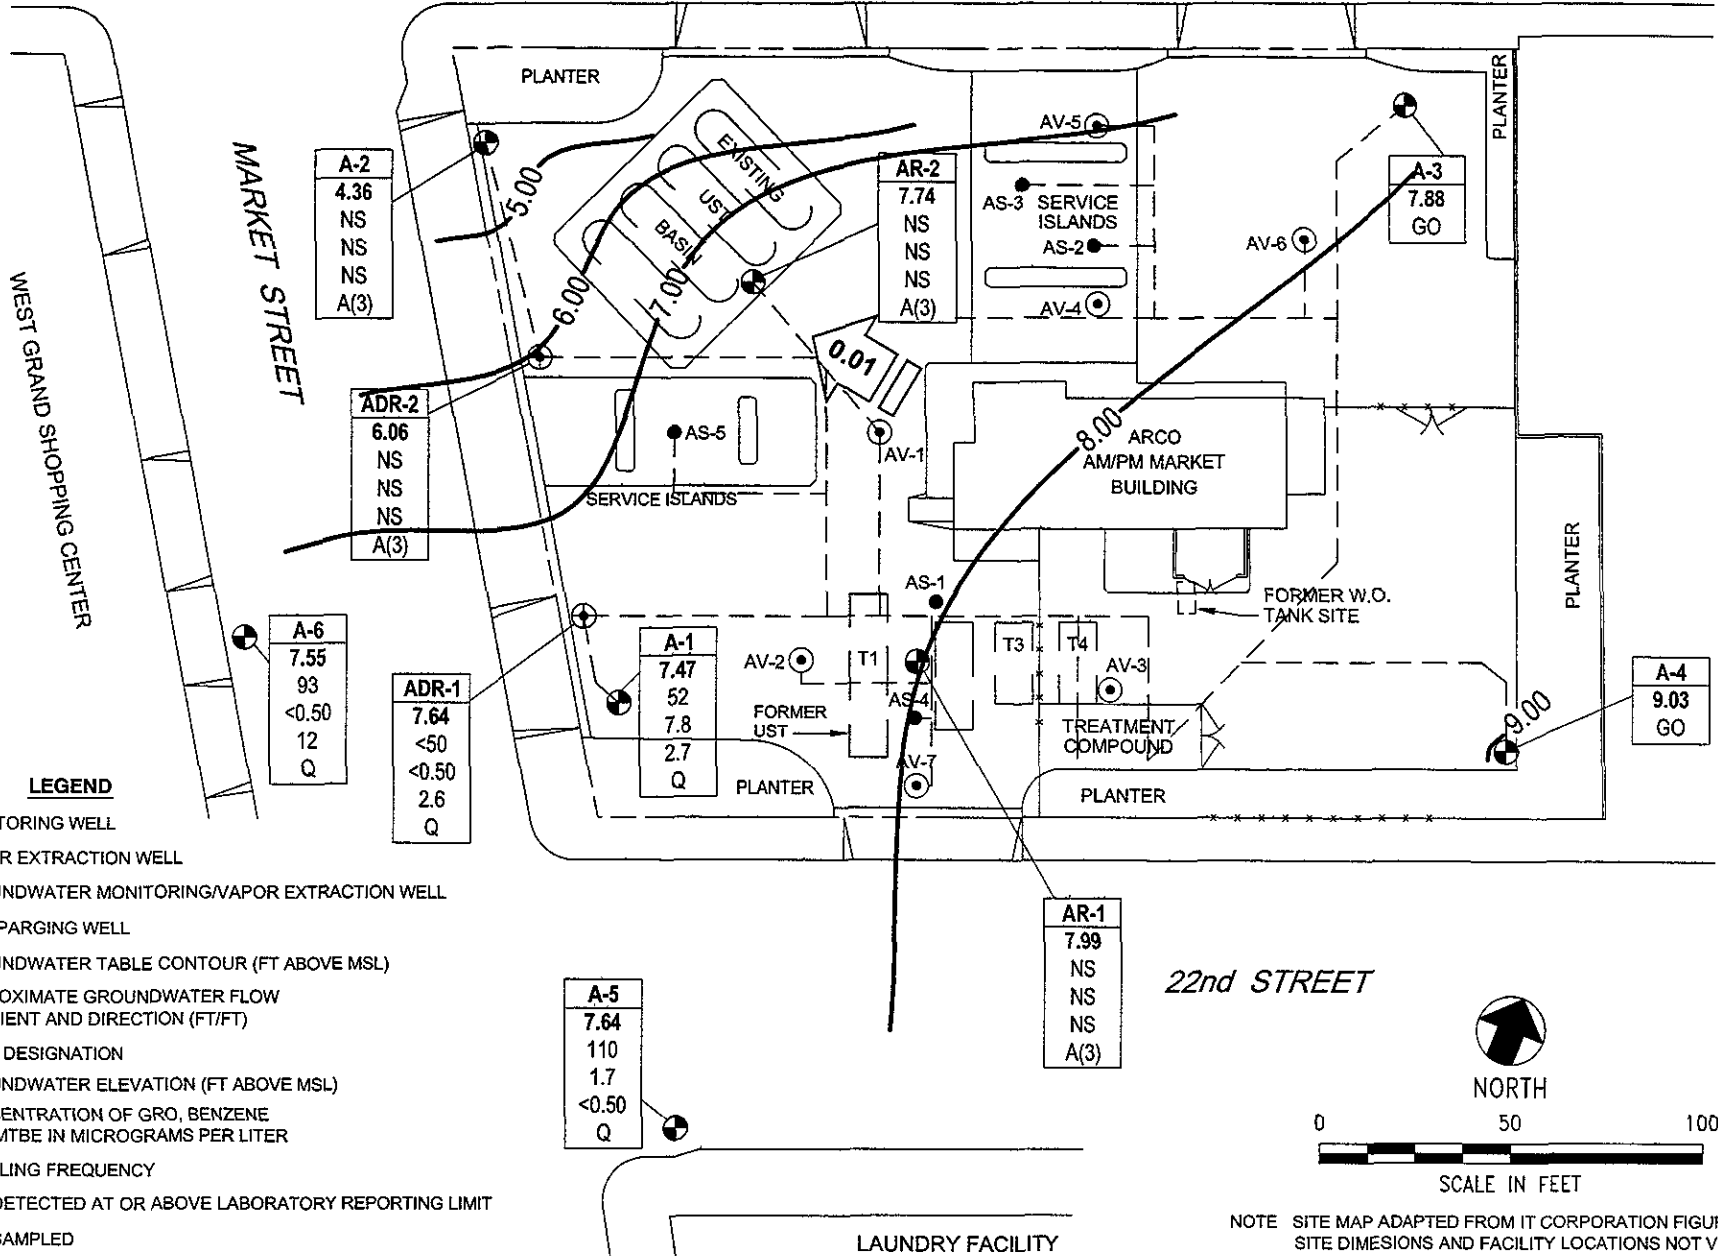 PLANTER
PLANTER
MARKET STREET
WEST GRAND SHOPPING CENTER
A-2
4.36
NS
NS
NS
A(3)
5.00
EXISTING
UST
BASIN
6.00
7.00
AR-2
7.74
NS
NS
NS
A(3)
AV-5
AS-3
SERVICE
ISLANDS
AS-2
AV-4
AV-6
A-3
7.88
GO
0.01
ADR-2
6.06
NS
NS
NS
A(3)
AS-5
SERVICE ISLANDS
AV-1
8.00
ARCO
AM/PM MARKET
BUILDING
PLANTER
AS-1
FORMER W.O.
TANK SITE
A-6
7.55
93
<0.50
12
Q
ADR-1
7.64
<50
<0.50
2.6
Q
A-1
7.47
52
7.8
2.7
Q
AV-2
T1
T3
T4
AV-3
AS-4
FORMER
UST
TREATMENT
COMPOUND
AV-7
PLANTER
PLANTER
9.00
A-4
9.03
GO
AR-1
7.99
NS
NS
NS
A(3)
A-5
7.64
110
1.7
<0.50
Q
22nd STREET
LAUNDRY FACILITY
LEGEND
TORING WELL
R EXTRACTION WELL
NDWATER MONITORING/VAPOR EXTRACTION WELL
PARGING WELL
NDWATER TABLE CONTOUR (FT ABOVE MSL)
OXIMATE GROUNDWATER FLOW
IENT AND DIRECTION (FT/FT)
DESIGNATION
NDWATER ELEVATION (FT ABOVE MSL)
ENTRATION OF GRO, BENZENE
MTBE IN MICROGRAMS PER LITER
LING FREQUENCY
DETECTED AT OR ABOVE LABORATORY REPORTING LIMIT
SAMPLED
NORTH
0 50 100
SCALE IN FEET
NOTE SITE MAP ADAPTED FROM IT CORPORATION FIGU
SITE DIMESIONS AND FACILITY LOCATIONS NOT V